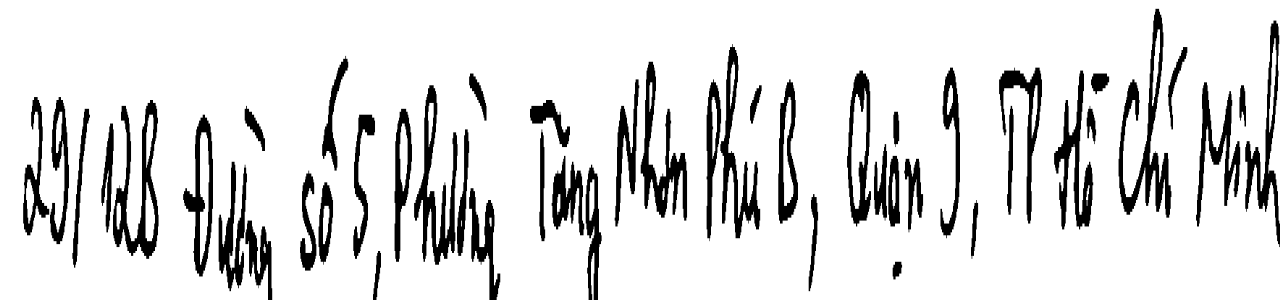 29/12B Đường số 5, Phường Tăng Nhơn Phú B, Quận 9, TP Hồ Chí Minh